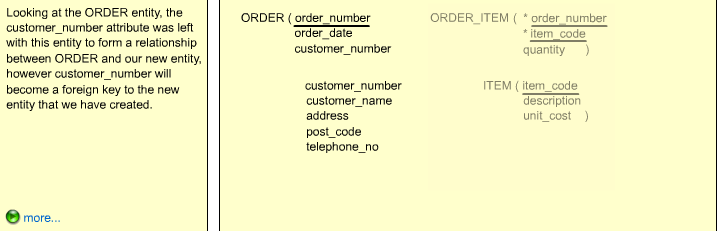 Looking at the ORDER entity, the
customer_number attribute was left
with this entity to form a relationship
between ORDER and our new entity,
however customer_number will
become a foreign key to the new
entity that we have created.
more...
ORDER ( order_number
order_date
customer_number
customer_number
customer_name
address
post_code
telephone_no
ORDER_ITEM ( * order_number
* item_code
quantity )
ITEM ( item_code
description
unit_cost )